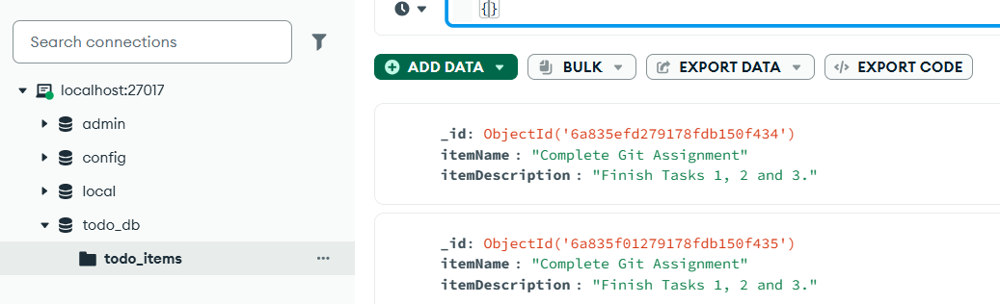 {}
Search connections
ADD DATA
BULK
EXPORT DATA
EXPORT CODE
localhost:27017
admin
config
local
todo_db
todo_items
_id: ObjectId('6a835efd279178fdb150f434')
itemName : "Complete Git Assignment"
itemDescription : "Finish Tasks 1, 2 and 3."
_id: ObjectId('6a835f01279178fdb150f435')
itemName : "Complete Git Assignment"
itemDescription : "Finish Tasks 1, 2 and 3."